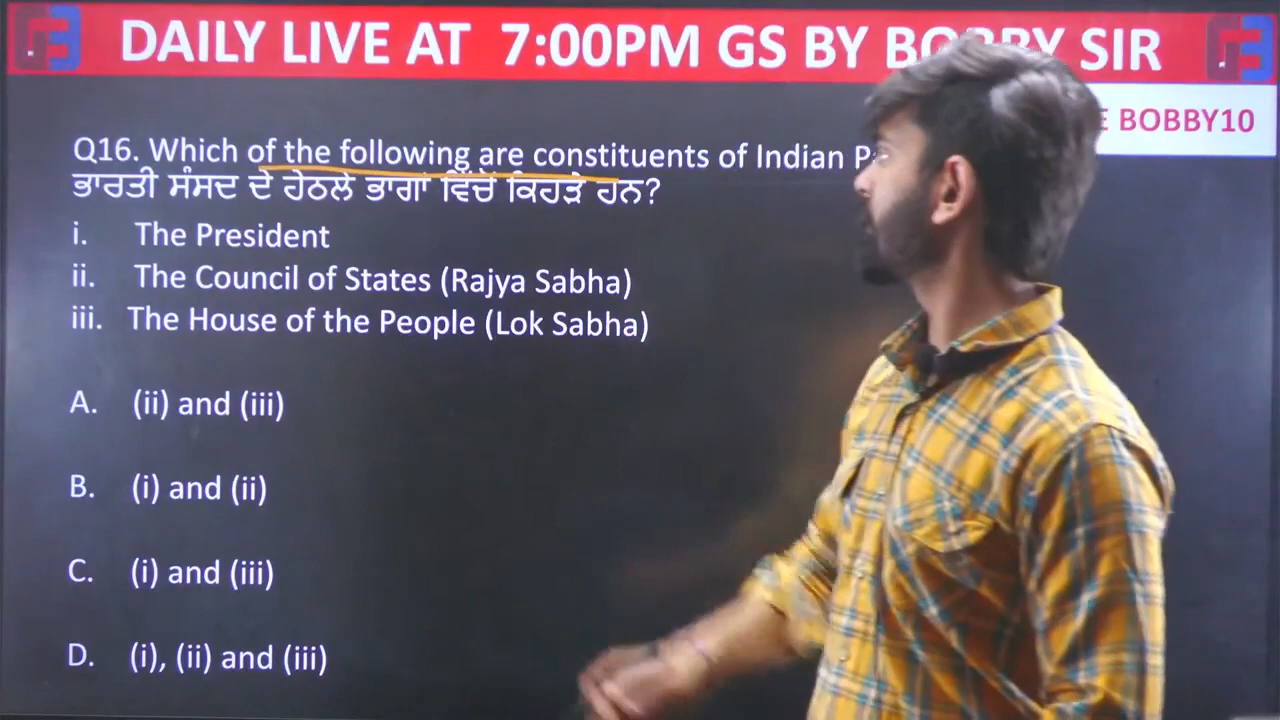 DAILY LIVE AT 7:00PM GS BY BOBBY SIR
BOBBY10
Q16. Which of the following are constituents of Indian
ਭਾਰਤੀ ਸੰਸਦ ਦੇ ਹੇਠਲੇ ਭਾਗਾਂ ਵਿੱਚੋਂ ਕਿਹੜੇ ਹਨ?
i. The President
ii. The Council of States (Rajya Sabha)
iii. The House of the People (Lok Sabha)
A. (ii) and (iii)
B. (i) and (ii)
C. (i) and (iii)
D. (i), (ii) and (iii)